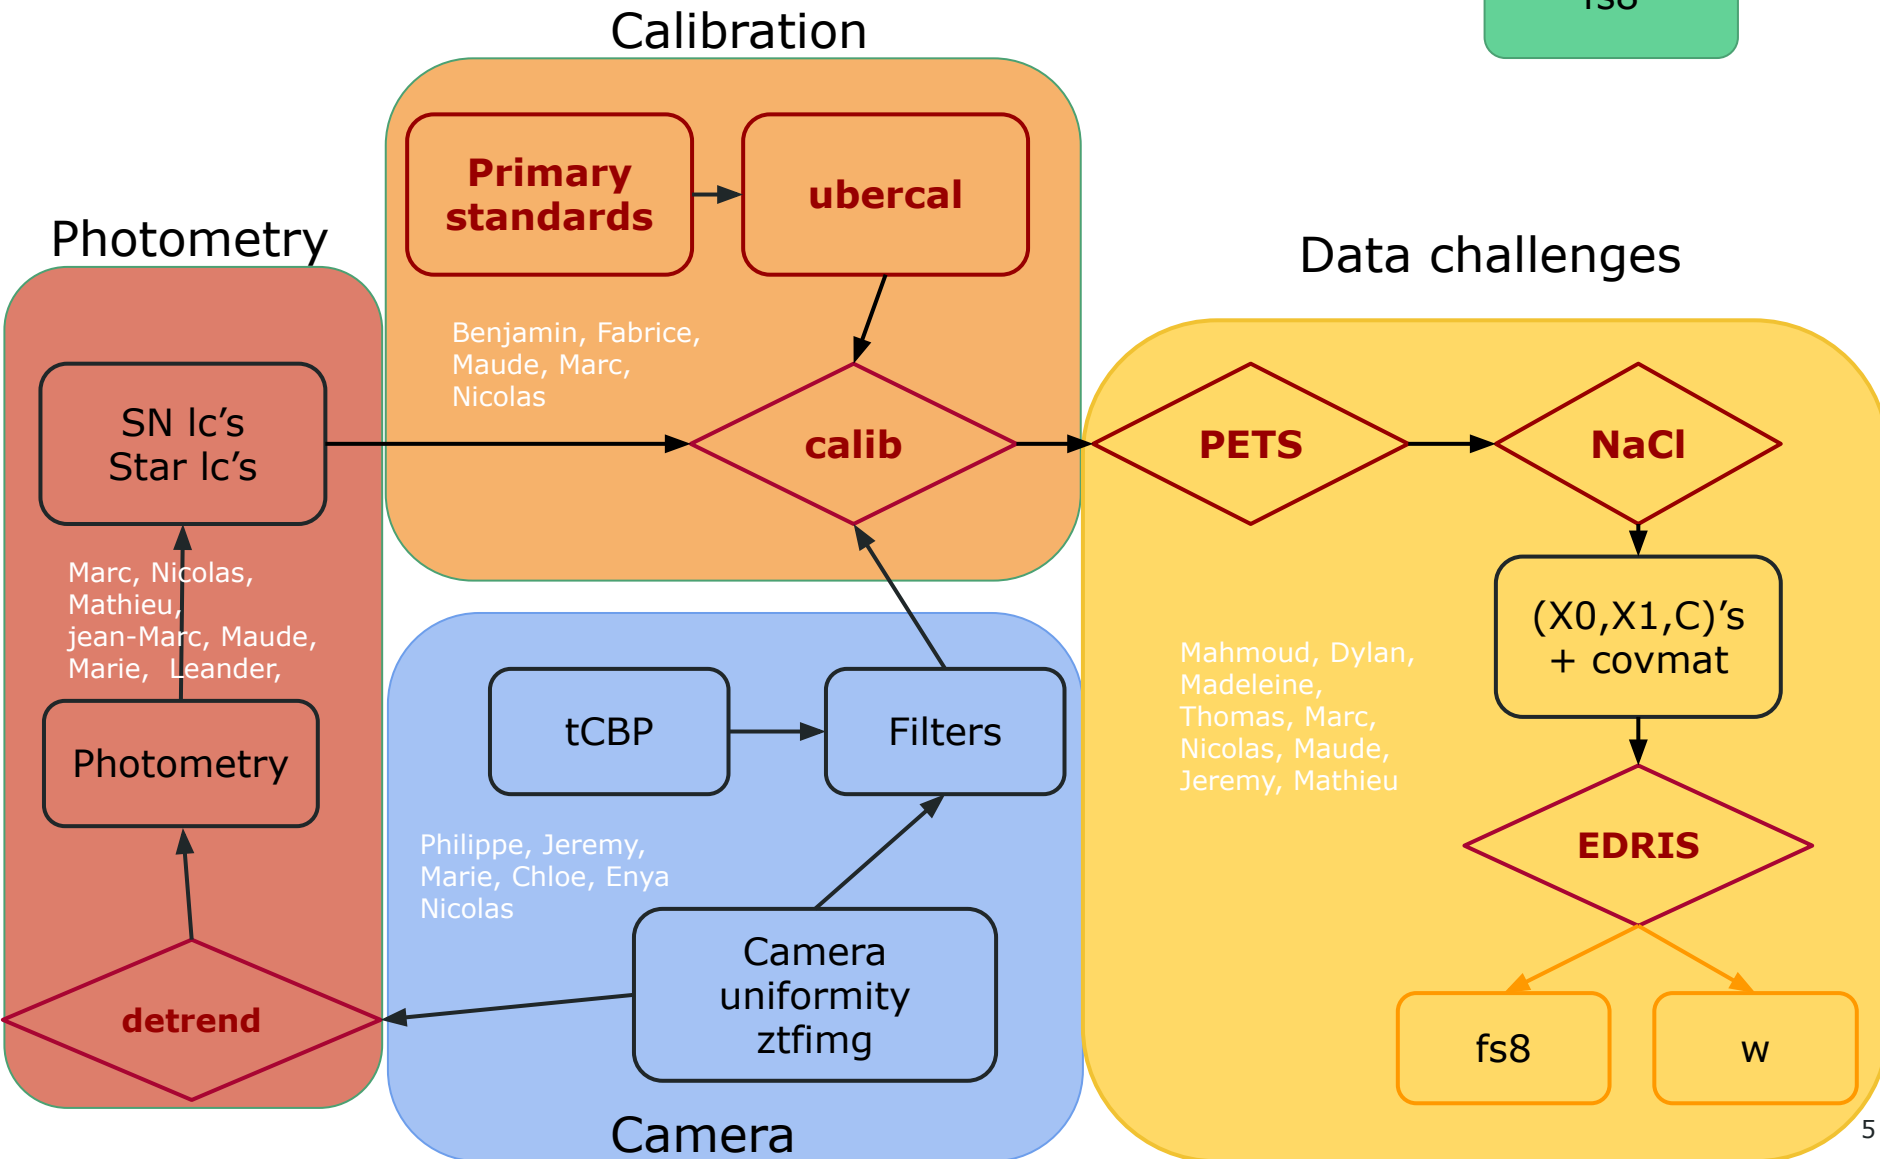 fs8
Calibration
Primary
standards
ubercal
Benjamin, Fabrice,
Maude, Marc,
Nicolas
calib
Photometry
SN lc’s
Star lc’s
Marc, Nicolas,
Mathieu,
jean-Marc, Maude,
Marie,  Leander,
Photometry
detrend
tCBP
Filters
Philippe, Jeremy,
Marie, Chloe, Enya
Nicolas
Camera
uniformity
ztfimg
Camera
Data challenges
PETS
NaCl
(X0,X1,C)’s
+ covmat
Mahmoud, Dylan,
Madeleine,
Thomas, Marc,
Nicolas, Maude,
Jeremy, Mathieu
EDRIS
fs8
w
5